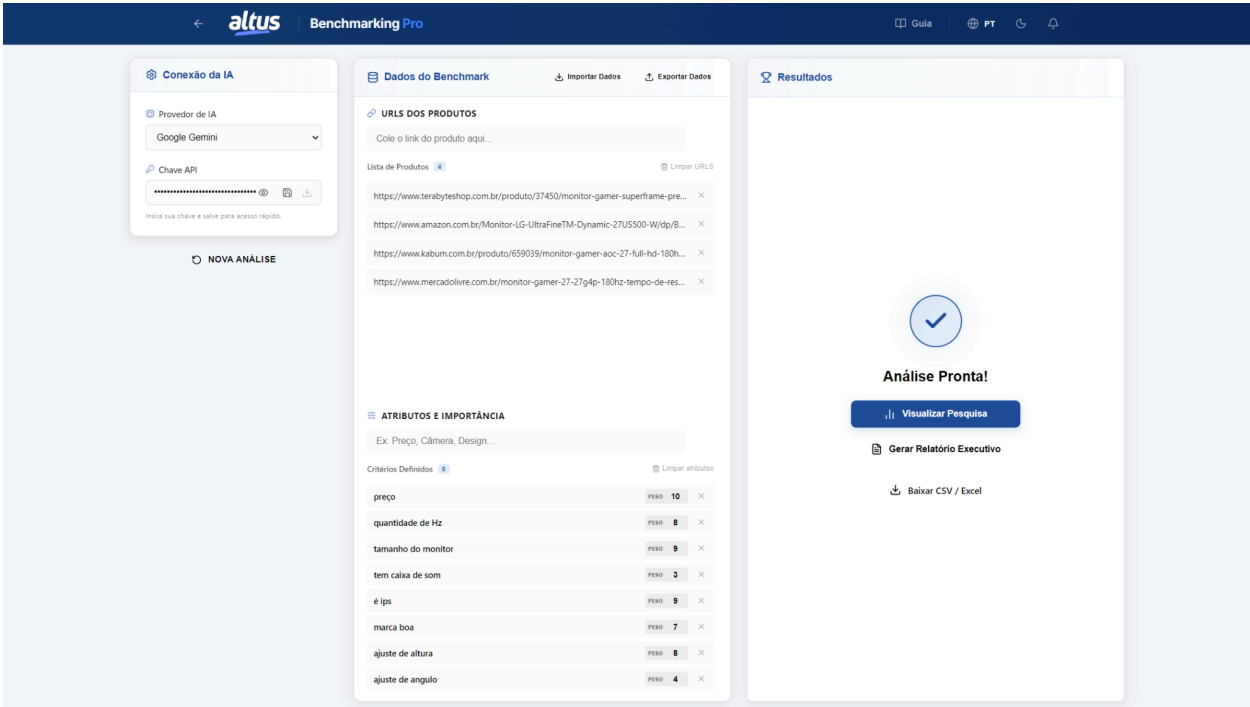 altus
Benchmarking Pro
Guia
PT
Conexão da IA
Provedor de IA
Google Gemini
Chave API
••••••••••••••••••••••••••••••••
Insira sua chave e salve para acesso rápido.
NOVA ANÁLISE
Dados do Benchmark
Importar Dados
Exportar Dados
URLS DOS PRODUTOS
Cole o link do produto aqui...
Lista de Produtos 4
Limpar URLS
https://www.terabyteshop.com.br/produto/37450/monitor-gamer-superframe-pre...
https://www.amazon.com.br/Monitor-LG-UltraFineTM-Dynamic-27US500-W/dp/B...
https://www.kabum.com.br/produto/659039/monitor-gamer-aoc-27-full-hd-180h...
https://www.mercadolivre.com.br/monitor-gamer-27-27g4p-180hz-tempo-de-res...
ATRIBUTOS E IMPORTÂNCIA
Ex: Preço, Câmera, Design...
Critérios Definidos 8
Limpar atributos
preço PESO 10
quantidade de Hz PESO 8
tamanho do monitor PESO 9
tem caixa de som PESO 3
é ips PESO 9
marca boa PESO 7
ajuste de altura PESO 8
ajuste de angulo PESO 4
Resultados
Análise Pronta!
Visualizar Pesquisa
Gerar Relatório Executivo
Baixar CSV / Excel